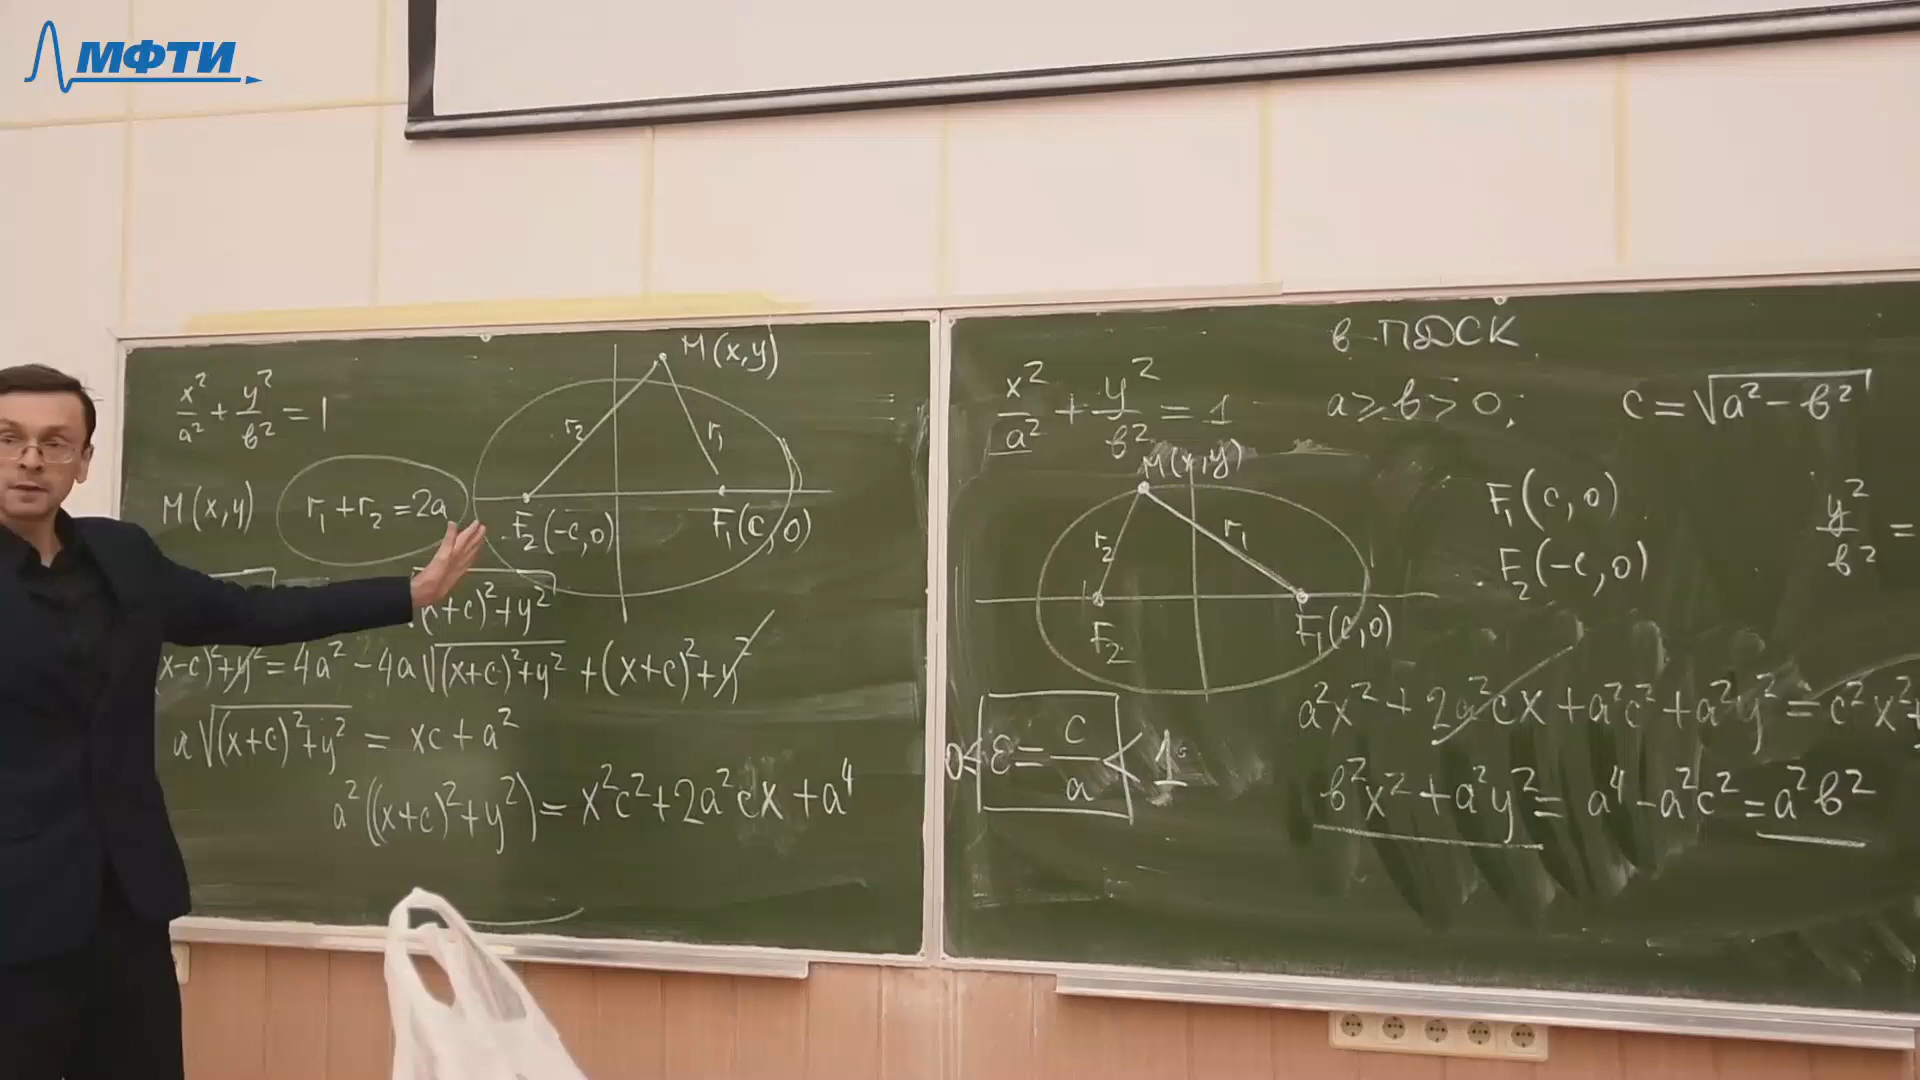 МФТИ
x²/a² + y²/b² = 1
M(x,y)
r₂
r₁
M(x,y)
r₁ + r₂ = 2a
F₂(-c,0)
F₁(c,0)
+c)² + y²
x-c)² + y² = 4a² - 4a√((x+c)² + y²) + (x+c)² + y²
a√((x+c)² + y²) = xc + a²
a²((x+c)² + y²) = x²c² + 2a²cx + a⁴
в ПДСК
x²/a² + y²/b² = 1
a ≥ b > 0;
c = √(a² - b²)
M(x,y)
r₂
r₁
F₂
F₁(c,0)
F₁(c,0)
F₂(-c,0)
y²/b² =
0 < ε = c/a < 1
a²x² + 2a²cx + a²c² + a²y² = c²x² +
b²x² + a²y² = a⁴ - a²c² = a²b²